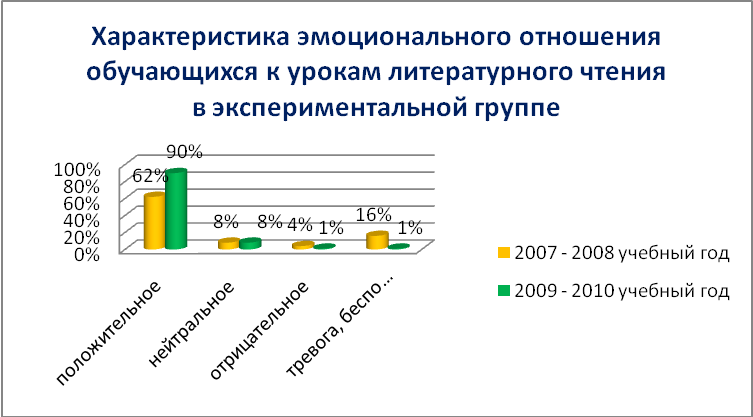 Характеристика эмоционального отношения
обучающихся к урокам литературного чтения
в экспериментальной группе
100%
80%
60%
40%
20%
0%
62%
90%
8%
8%
4%
1%
16%
1%
положительное
нейтральное
отрицательное
тревога, беспо...
2007 - 2008 учебный год
2009 - 2010 учебный год